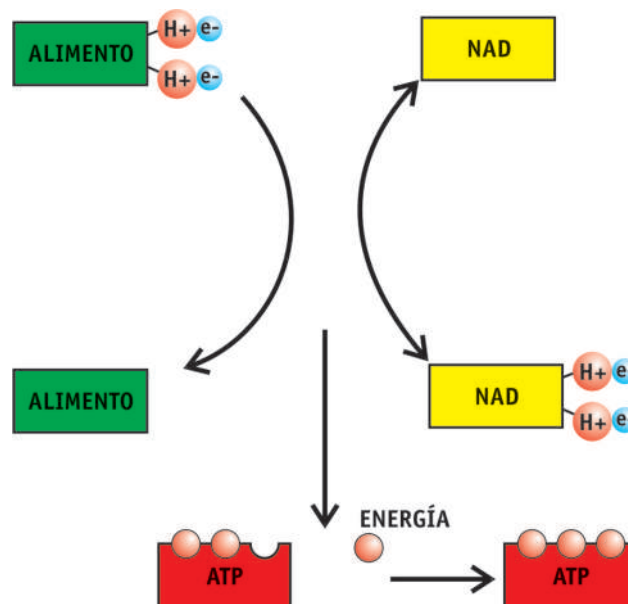 ALIMENTO
H+ e-
H+ e-
NAD
ALIMENTO
NAD
H+ e
H+ e
ENERGÍA
ATP
ATP